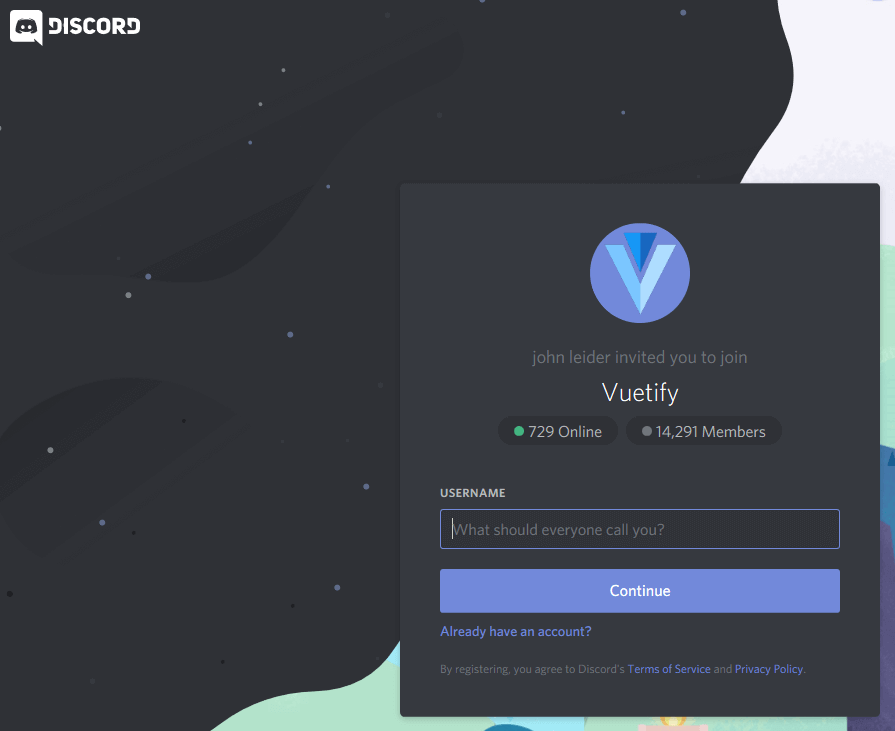 DISCORD
john leider invited you to join
Vuetify
729 Online 14,291 Members
USERNAME
What should everyone call you?
Continue
Already have an account?
By registering, you agree to Discord's Terms of Service and Privacy Policy.